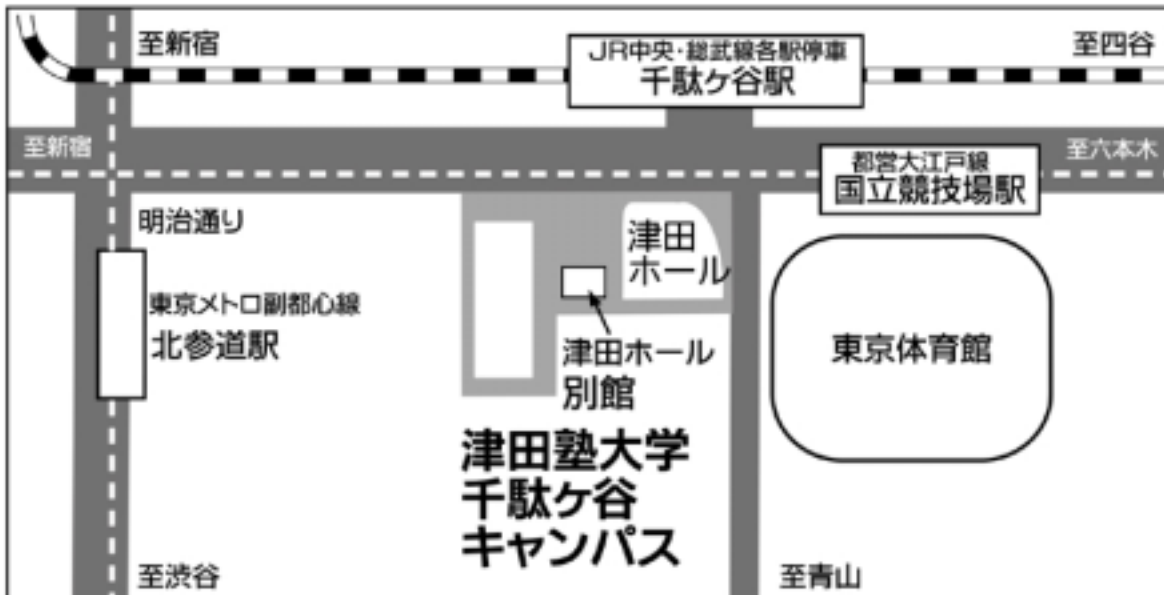 至新宿
JR中央・総武線各駅停車
千駄ヶ谷駅
至四谷
至新宿
都営大江戸線
国立競技場駅
至六本木
明治通り
東京メトロ副都心線
北参道駅
津田
ホール
津田ホール
別館
東京体育館
津田塾大学
千駄ヶ谷
キャンパス
至渋谷
至青山